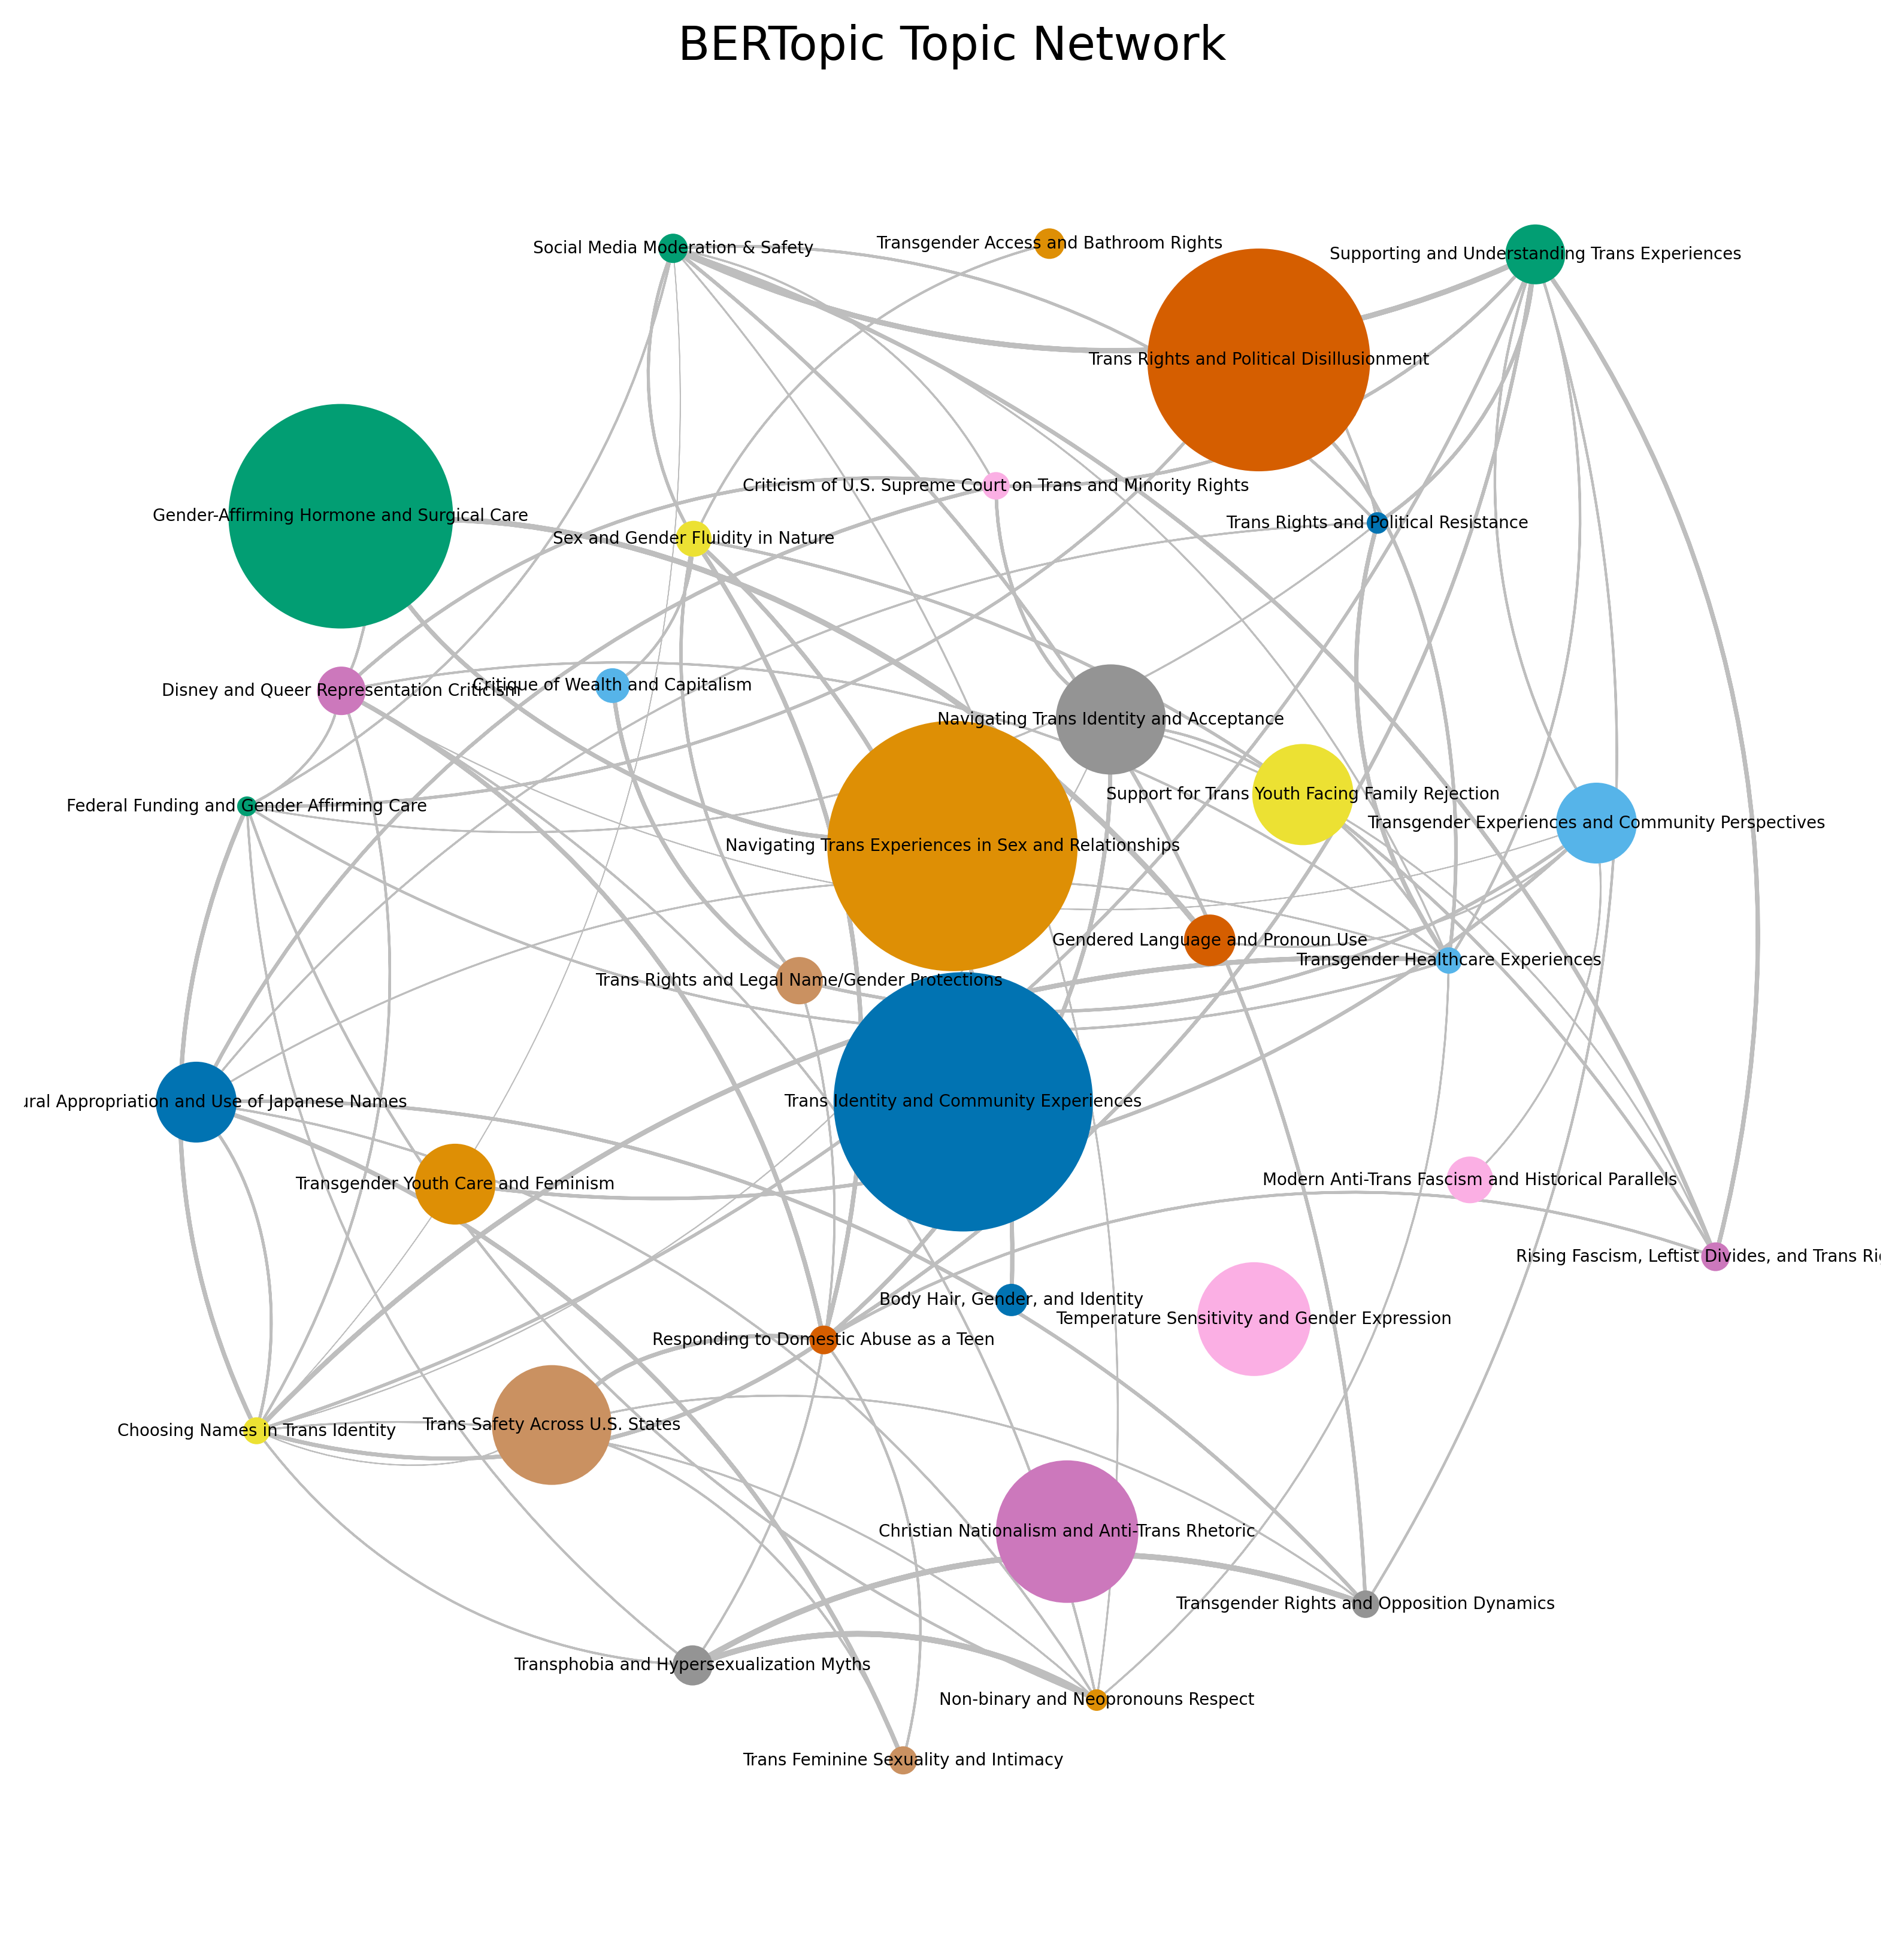 BERTopic Topic Network
Social Media Moderation & Safety
Transgender Access and Bathroom Rights
Supporting and Understanding Trans Experiences
Trans Rights and Political Disillusionment
Criticism of U.S. Supreme Court on Trans and Minority Rights
Gender-Affirming Hormone and Surgical Care
Trans Rights and Political Resistance
Sex and Gender Fluidity in Nature
Disney and Queer Representation Criticism
Critique of Wealth and Capitalism
Navigating Trans Identity and Acceptance
Support for Trans Youth Facing Family Rejection
Federal Funding and Gender Affirming Care
Transgender Experiences and Community Perspectives
Navigating Trans Experiences in Sex and Relationships
Gendered Language and Pronoun Use
Transgender Healthcare Experiences
Trans Rights and Legal Name/Gender Protections
ural Appropriation and Use of Japanese Names
Trans Identity and Community Experiences
Transgender Youth Care and Feminism
Modern Anti-Trans Fascism and Historical Parallels
Rising Fascism, Leftist Divides, and Trans Ri
Body Hair, Gender, and Identity
Temperature Sensitivity and Gender Expression
Responding to Domestic Abuse as a Teen
Choosing Names in Trans Identity
Trans Safety Across U.S. States
Christian Nationalism and Anti-Trans Rhetoric
Transgender Rights and Opposition Dynamics
Transphobia and Hypersexualization Myths
Non-binary and Neopronouns Respect
Trans Feminine Sexuality and Intimacy